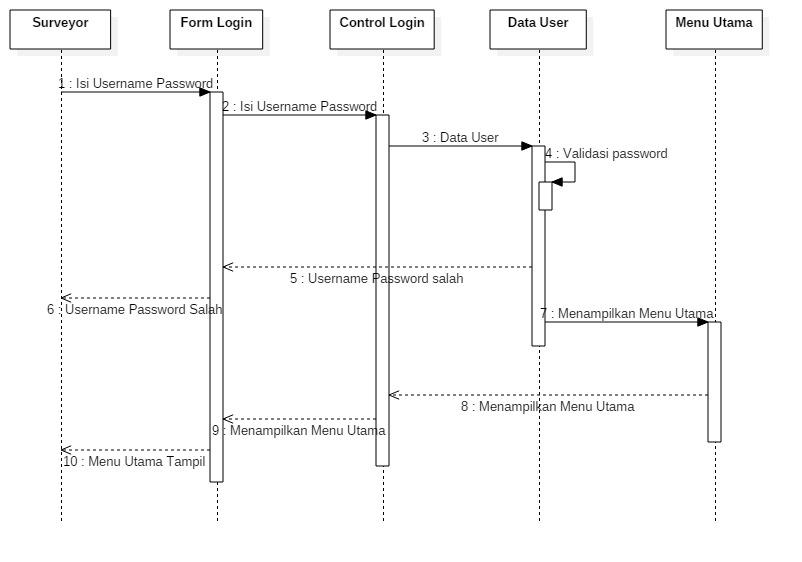 Surveyor
Form Login
Control Login
Data User
Menu Utama
1 : Isi Username Password
2 : Isi Username Password
3 : Data User
4 : Validasi password
5 : Username Password salah
6 : Username Password Salah
7 : Menampilkan Menu Utama
8 : Menampilkan Menu Utama
9 : Menampilkan Menu Utama
10 : Menu Utama Tampil